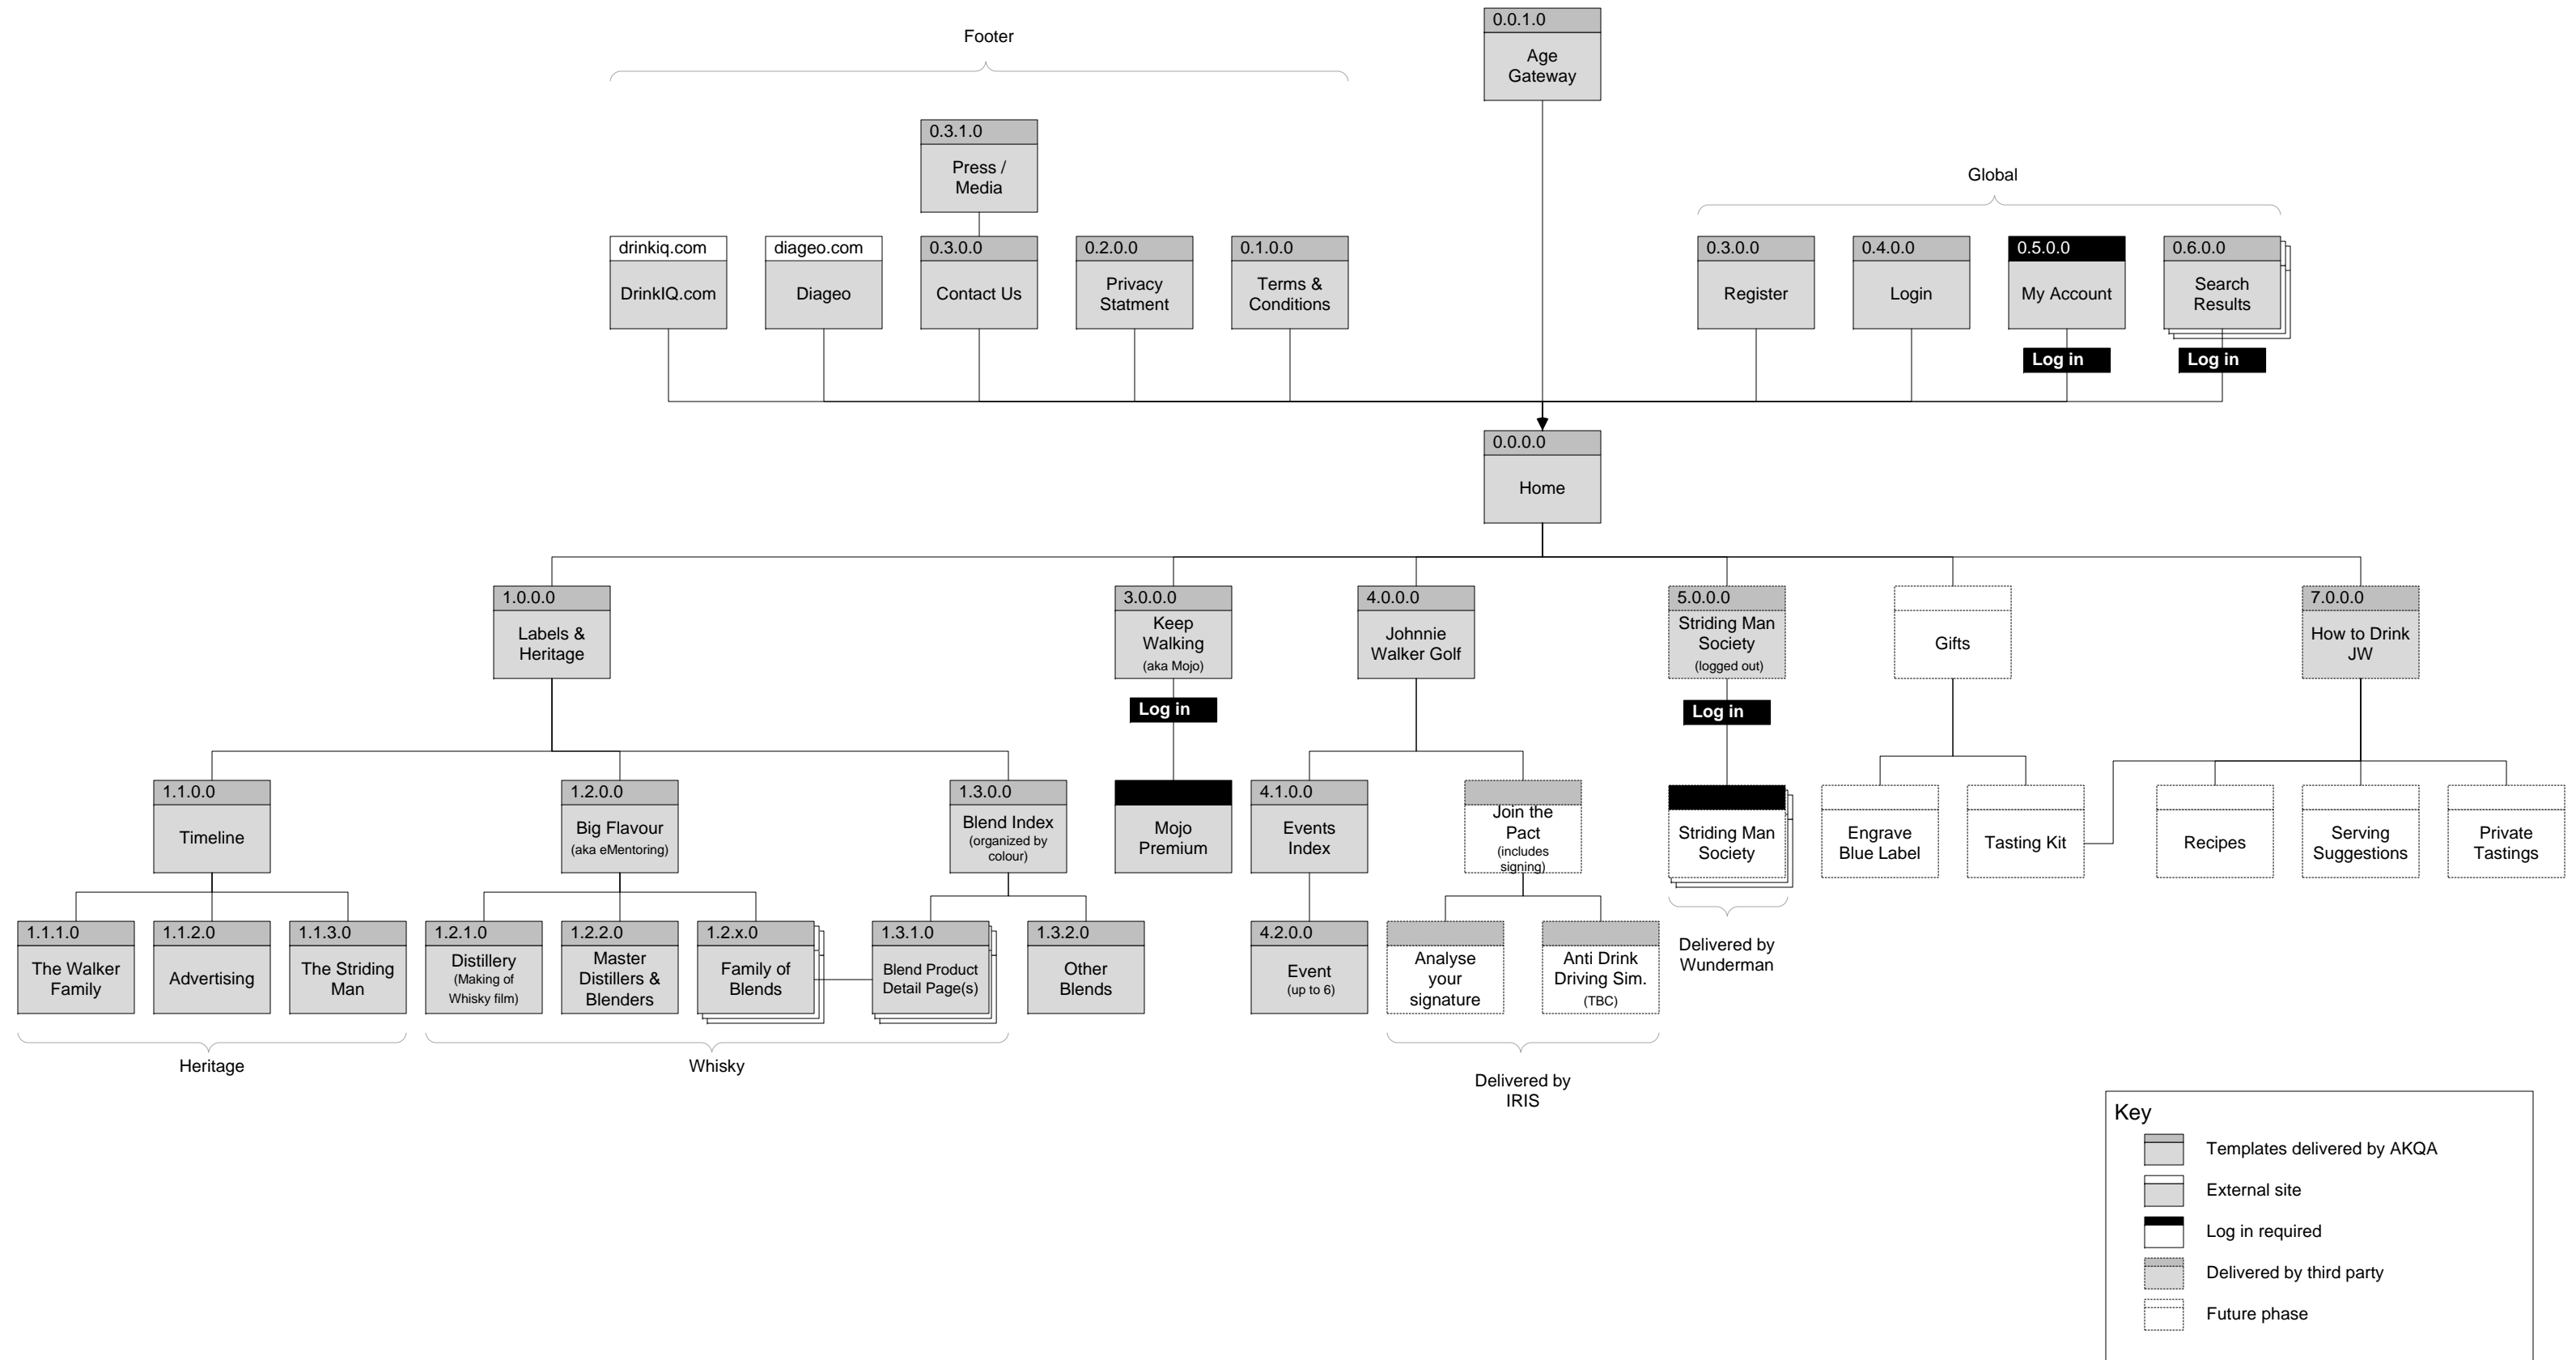 0.0.1.0
Age
Gateway
Footer
0.3.1.0
Press /
Media
Global
drinkiq.com
DrinkIQ.com
diageo.com
Diageo
0.3.0.0
Contact Us
0.2.0.0
Privacy
Statment
0.1.0.0
Terms &
Conditions
0.3.0.0
Register
0.4.0.0
Login
0.5.0.0
My Account
Log in
0.6.0.0
Search
Results
Log in
0.0.0.0
Home
1.0.0.0
Labels &
Heritage
3.0.0.0
Keep
Walking
(aka Mojo)
Log in
4.0.0.0
Johnnie
Walker Golf
5.0.0.0
Striding Man
Society
(logged out)
Log in
Gifts
7.0.0.0
How to Drink
JW
1.1.0.0
Timeline
1.2.0.0
Big Flavour
(aka eMentoring)
1.3.0.0
Blend Index
(organized by
colour)
Mojo
Premium
4.1.0.0
Events
Index
Join the
Pact
(includes
signing)
Striding Man
Society
Engrave
Blue Label
Tasting Kit
Recipes
Serving
Suggestions
Private
Tastings
1.1.1.0
The Walker
Family
1.1.2.0
Advertising
1.1.3.0
The Striding
Man
1.2.1.0
Distillery
(Making of
Whisky film)
1.2.2.0
Master
Distillers &
Blenders
1.2.x.0
Family of
Blends
1.3.1.0
Blend Product
Detail Page(s)
1.3.2.0
Other
Blends
4.2.0.0
Event
(up to 6)
Analyse
your
signature
Anti Drink
Driving Sim.
(TBC)
Delivered by
Wunderman
Heritage
Whisky
Delivered by
IRIS
Key
Templates delivered by AKQA
External site
Log in required
Delivered by third party
Future phase